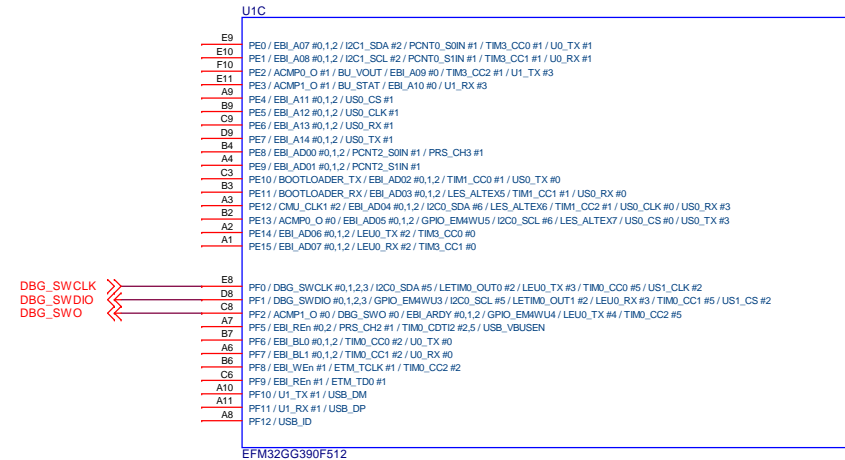 U1C
E9 PE0 / EBI_A07 #0,1,2 / I2C1_SDA #2 / PCNT0_S0IN #1 / TIM3_CC0 #1 / U0_TX #1
E10 PE1 / EBI_A08 #0,1,2 / I2C1_SCL #2 / PCNT0_S1IN #1 / TIM3_CC1 #1 / U0_RX #1
F10 PE2 / ACMP0_O #1 / BU_VOUT / EBI_A09 #0 / TIM3_CC2 #1 / U1_TX #3
E11 PE3 / ACMP1_O #1 / BU_STAT / EBI_A10 #0 / U1_RX #3
A9 PE4 / EBI_A11 #0,1,2 / US0_CS #1
B9 PE5 / EBI_A12 #0,1,2 / US0_CLK #1
C9 PE6 / EBI_A13 #0,1,2 / US0_RX #1
D9 PE7 / EBI_A14 #0,1,2 / US0_TX #1
B4 PE8 / EBI_AD00 #0,1,2 / PCNT2_S0IN #1 / PRS_CH3 #1
A4 PE9 / EBI_AD01 #0,1,2 / PCNT2_S1IN #1
C3 PE10 / BOOTLOADER_TX / EBI_AD02 #0,1,2 / TIM1_CC0 #1 / US0_TX #0
B3 PE11 / BOOTLOADER_RX / EBI_AD03 #0,1,2 / LES_ALTEX5 / TIM1_CC1 #1 / US0_RX #0
A3 PE12 / CMU_CLK1 #2 / EBI_AD04 #0,1,2 / I2C0_SDA #6 / LES_ALTEX6 / TIM1_CC2 #1 / US0_CLK #0 / US0_RX #3
B2 PE13 / ACMP0_O #0 / EBI_AD05 #0,1,2 / GPIO_EM4WU5 / I2C0_SCL #6 / LES_ALTEX7 / US0_CS #0 / US0_TX #3
A2 PE14 / EBI_AD06 #0,1,2 / LEU0_TX #2 / TIM3_CC0 #0
A1 PE15 / EBI_AD07 #0,1,2 / LEU0_RX #2 / TIM3_CC1 #0
DBG_SWCLK E8 PF0 / DBG_SWCLK #0,1,2,3 / I2C0_SDA #5 / LETIM0_OUT0 #2 / LEU0_TX #3 / TIM0_CC0 #5 / US1_CLK #2
DBG_SWDIO D8 PF1 / DBG_SWDIO #0,1,2,3 / GPIO_EM4WU3 / I2C0_SCL #5 / LETIM0_OUT1 #2 / LEU0_RX #3 / TIM0_CC1 #5 / US1_CS #2
DBG_SWO C8 PF2 / ACMP1_O #0 / DBG_SWO #0 / EBI_ARDY #0,1,2 / GPIO_EM4WU4 / LEU0_TX #4 / TIM0_CC2 #5
A7 PF5 / EBI_REn #0,2 / PRS_CH2 #1 / TIM0_CDTI2 #2,5 / USB_VBUSEN
B7 PF6 / EBI_BL0 #0,1,2 / TIM0_CC0 #2 / U0_TX #0
A6 PF7 / EBI_BL1 #0,1,2 / TIM0_CC1 #2 / U0_RX #0
B6 PF8 / EBI_WEn #1 / ETM_TCLK #1 / TIM0_CC2 #2
C6 PF9 / EBI_REn #1 / ETM_TD0 #1
A10 PF10 / U1_TX #1 / USB_DM
A11 PF11 / U1_RX #1 / USB_DP
A8 PF12 / USB_ID
EFM32GG390F512